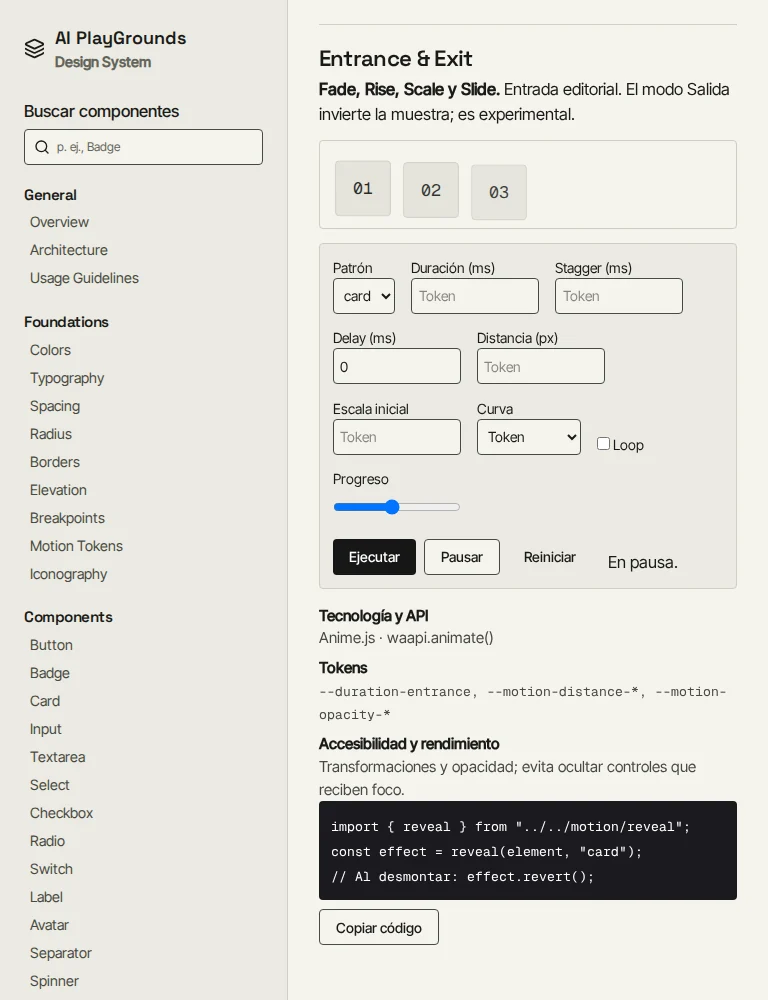 AI PlayGrounds
Design System
Buscar componentes
p. ej., Badge
General
Overview
Architecture
Usage Guidelines
Foundations
Colors
Typography
Spacing
Radius
Borders
Elevation
Breakpoints
Motion Tokens
Iconography
Components
Button
Badge
Card
Input
Textarea
Select
Checkbox
Radio
Switch
Label
Avatar
Separator
Spinner
Entrance & Exit
Fade, Rise, Scale y Slide. Entrada editorial. El modo Salida
invierte la muestra; es experimental.
01 02 03
Patrón Duración (ms) Stagger (ms)
card Token Token
Delay (ms) Distancia (px)
0 Token
Escala inicial Curva
Token Token Loop
Progreso
Ejecutar Pausar Reiniciar En pausa.
Tecnología y API
Anime.js · waapi.animate()
Tokens
--duration-entrance, --motion-distance-*, --motion-
opacity-*
Accesibilidad y rendimiento
Transformaciones y opacidad; evita ocultar controles que
reciben foco.
import { reveal } from "../../motion/reveal";
const effect = reveal(element, "card");
// Al desmontar: effect.revert();
Copiar código